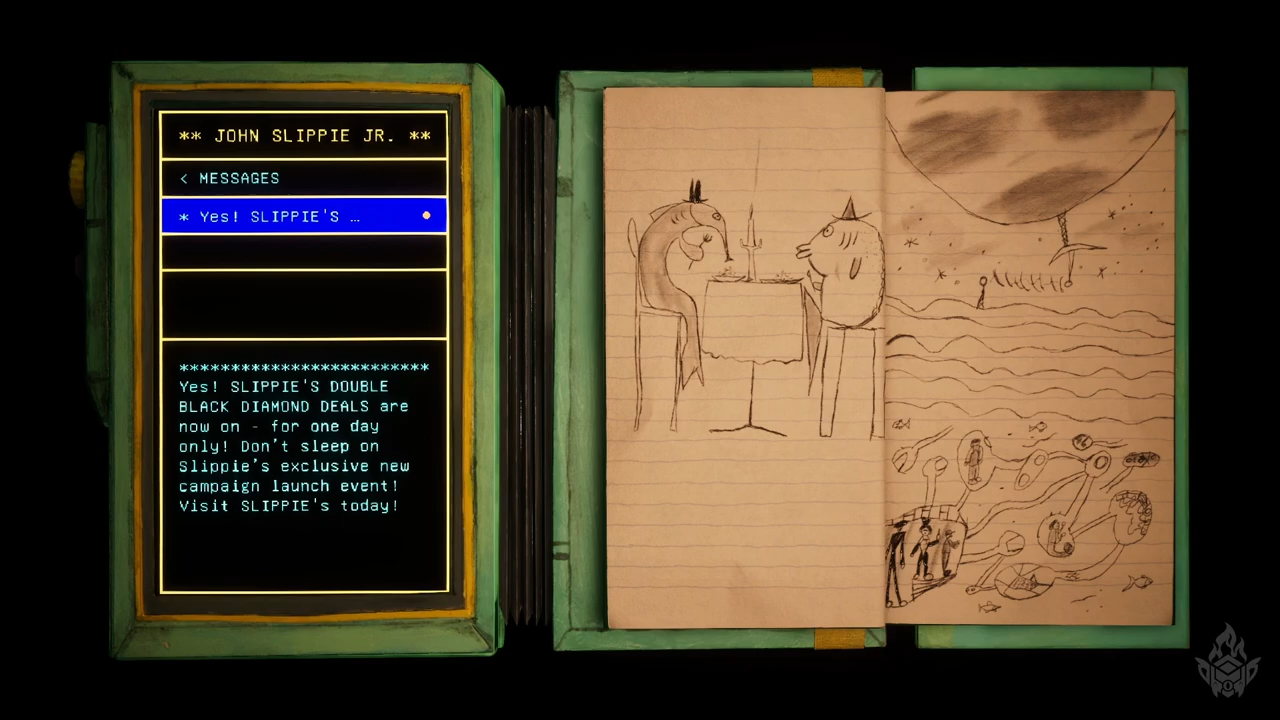 ** JOHN SLIPPIE JR. **
< MESSAGES
* Yes! SLIPPIE'S …
*************************
Yes! SLIPPIE'S DOUBLE
BLACK DIAMOND DEALS are
now on - for one day
only! Don't sleep on
Slippie's exclusive new
campaign launch event!
Visit SLIPPIE's today!